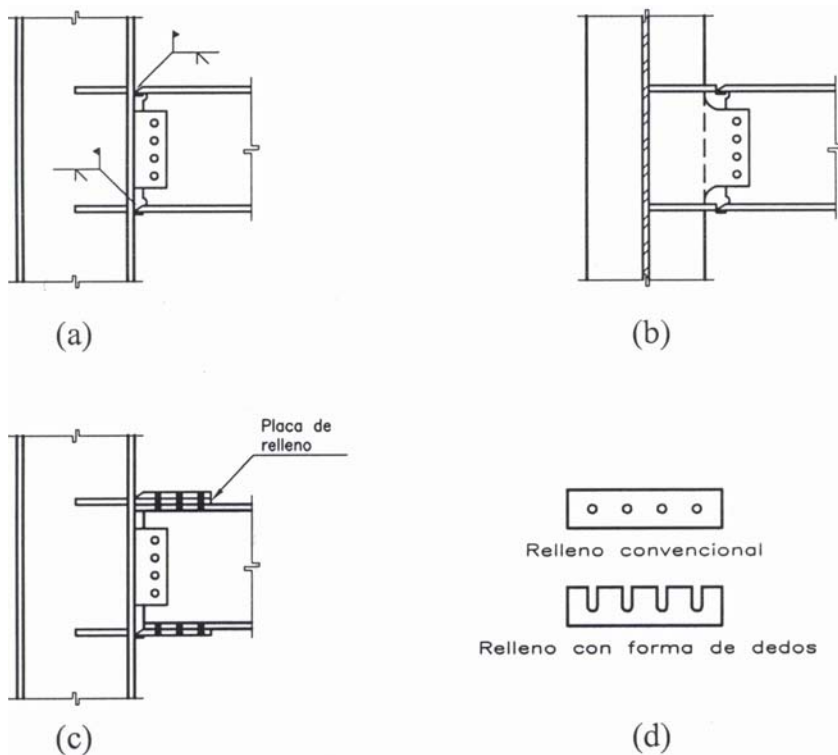 (a)
(b)
Placa de
relleno
Relleno convencional
Relleno con forma de dedos
(c)
(d)